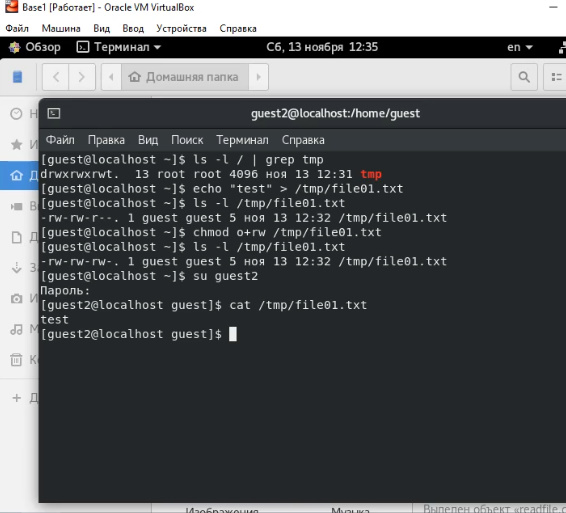 Base1 [Работает] - Oracle VM VirtualBox
Файл Машина Вид Ввод Устройства Справка
Обзор Терминал Сб, 13 ноября 12:35 en
Домашняя папка
guest2@localhost:/home/guest
Файл Правка Вид Поиск Терминал Справка
[guest@localhost ~]$ ls -l / | grep tmp
drwxrwxrwt. 13 root root 4096 ноя 13 12:31 tmp
[guest@localhost ~]$ echo "test" > /tmp/file01.txt
[guest@localhost ~]$ ls -l /tmp/file01.txt
-rw-rw-r--. 1 guest guest 5 ноя 13 12:32 /tmp/file01.txt
[guest@localhost ~]$ chmod o+rw /tmp/file01.txt
[guest@localhost ~]$ ls -l /tmp/file01.txt
-rw-rw-rw-. 1 guest guest 5 ноя 13 12:32 /tmp/file01.txt
[guest@localhost ~]$ su guest2
Пароль:
[guest2@localhost guest]$ cat /tmp/file01.txt
test
[guest2@localhost guest]$
Изображения Музыка